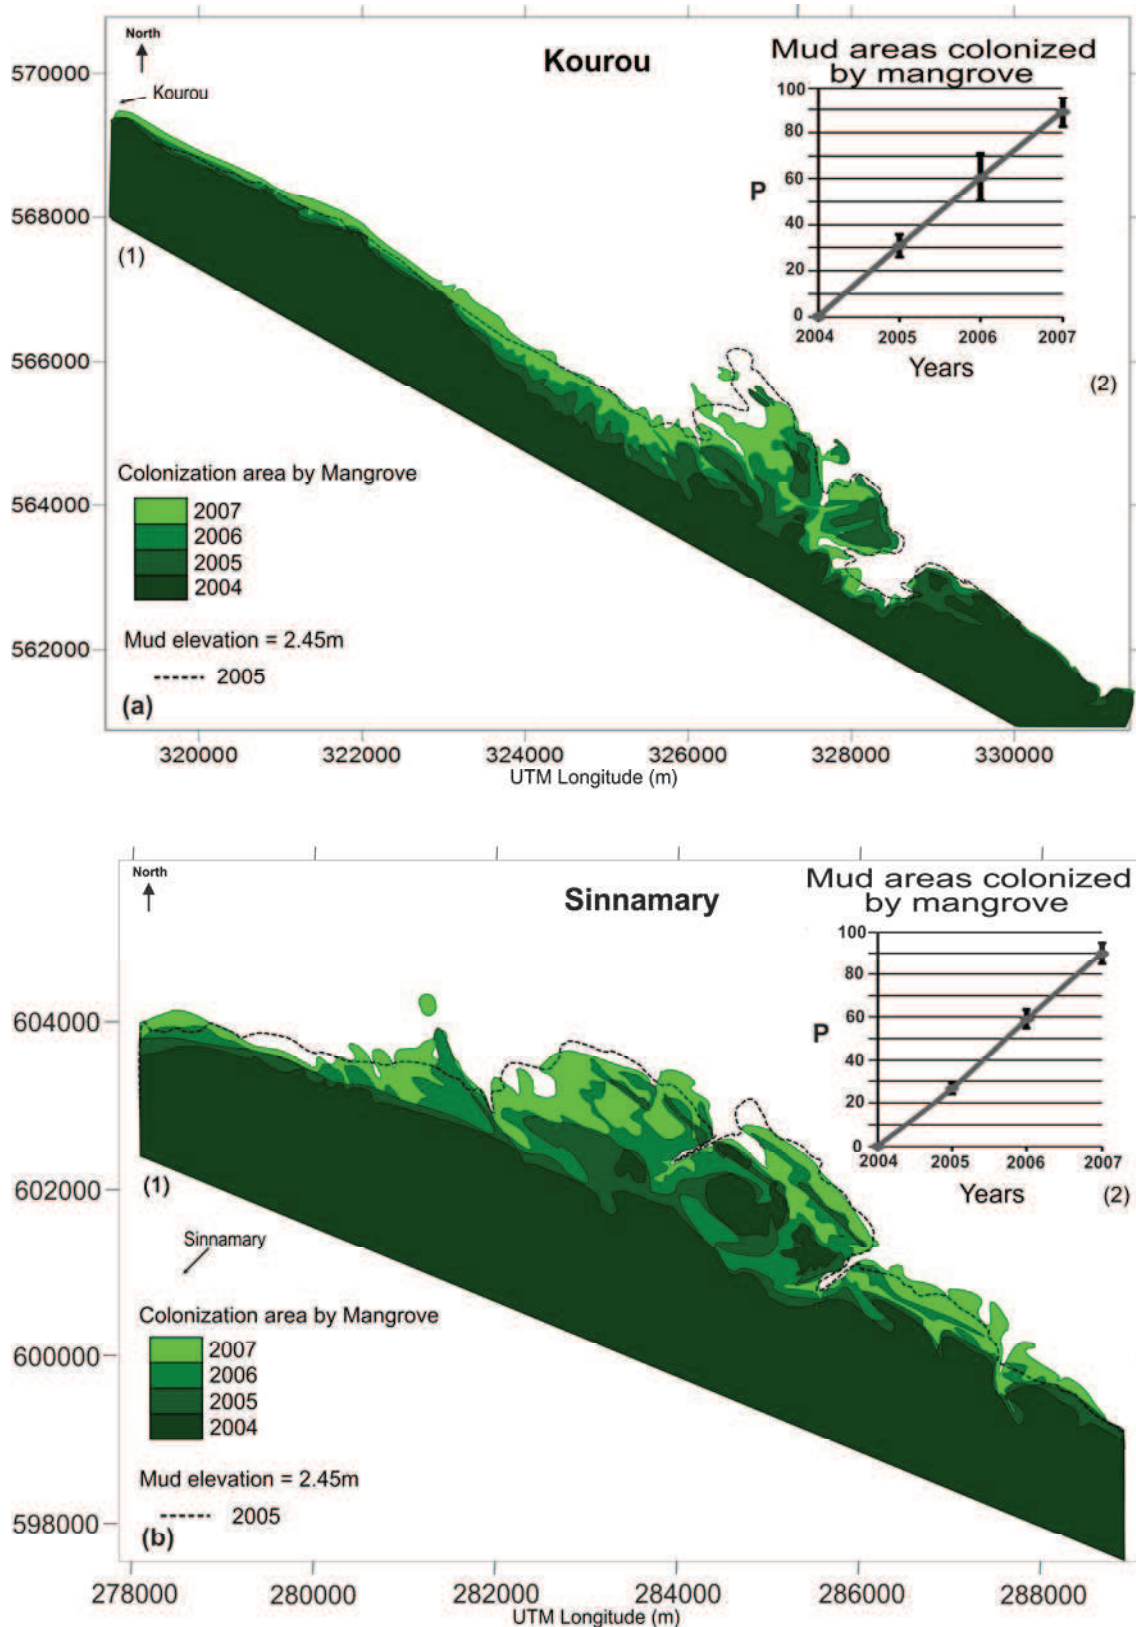 North
Kourou
Kourou
Mud areas colonized
by mangrove
100
80
60
40
20
0
P
2004 2005 2006 2007
Years
(2)
570000
568000
566000
564000
562000
(1)
Colonization area by Mangrove
2007
2006
2005
2004
Mud elevation = 2.45m
2005
(a)
320000 322000 324000 326000 328000 330000
UTM Longitude (m)
North
Sinnamary
Mud areas colonized
by mangrove
100
80
60
40
20
0
P
2004 2005 2006 2007
Years
(2)
604000
602000
600000
598000
(1)
Sinnamary
Colonization area by Mangrove
2007
2006
2005
2004
Mud elevation = 2.45m
2005
(b)
278000 280000 282000 284000 286000 288000
UTM Longitude (m)